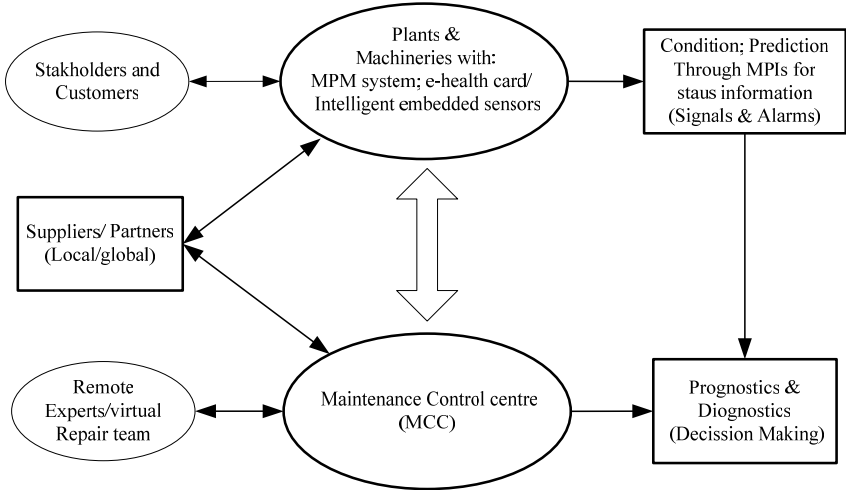 Stakholders and
Customers
Plants &
Machineries with:
MPM system; e-health card/
Intelligent embedded sensors
Condition; Prediction
Through MPIs for
staus information
(Signals & Alarms)
Suppliers/ Partners
(Local/global)
Remote
Experts/virtual
Repair team
Maintenance Control centre
(MCC)
Prognostics &
Diognostics
(Decission Making)